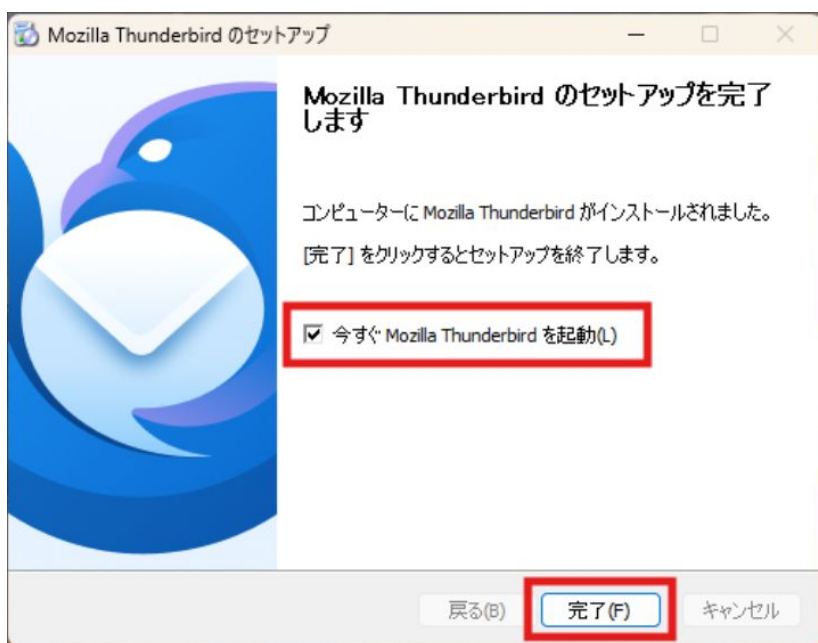 Mozilla Thunderbird のセットアップ
Mozilla Thunderbird のセットアップを完了
します
コンピューターに Mozilla Thunderbird がインストールされました。
[完了] をクリックするとセットアップを終了します。
今すぐ Mozilla Thunderbird を起動(L)
戻る(B)
完了(F)
キャンセル